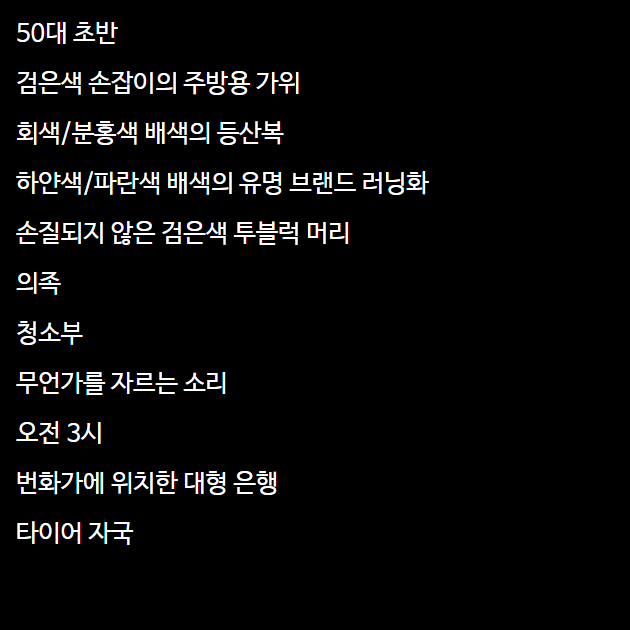 50대 초반
검은색 손잡이의 주방용 가위
회색/분홍색 배색의 등산복
하얀색/파란색 배색의 유명 브랜드 러닝화
손질되지 않은 검은색 투블럭 머리
의족
청소부
무언가를 자르는 소리
오전 3시
번화가에 위치한 대형 은행
타이어 자국